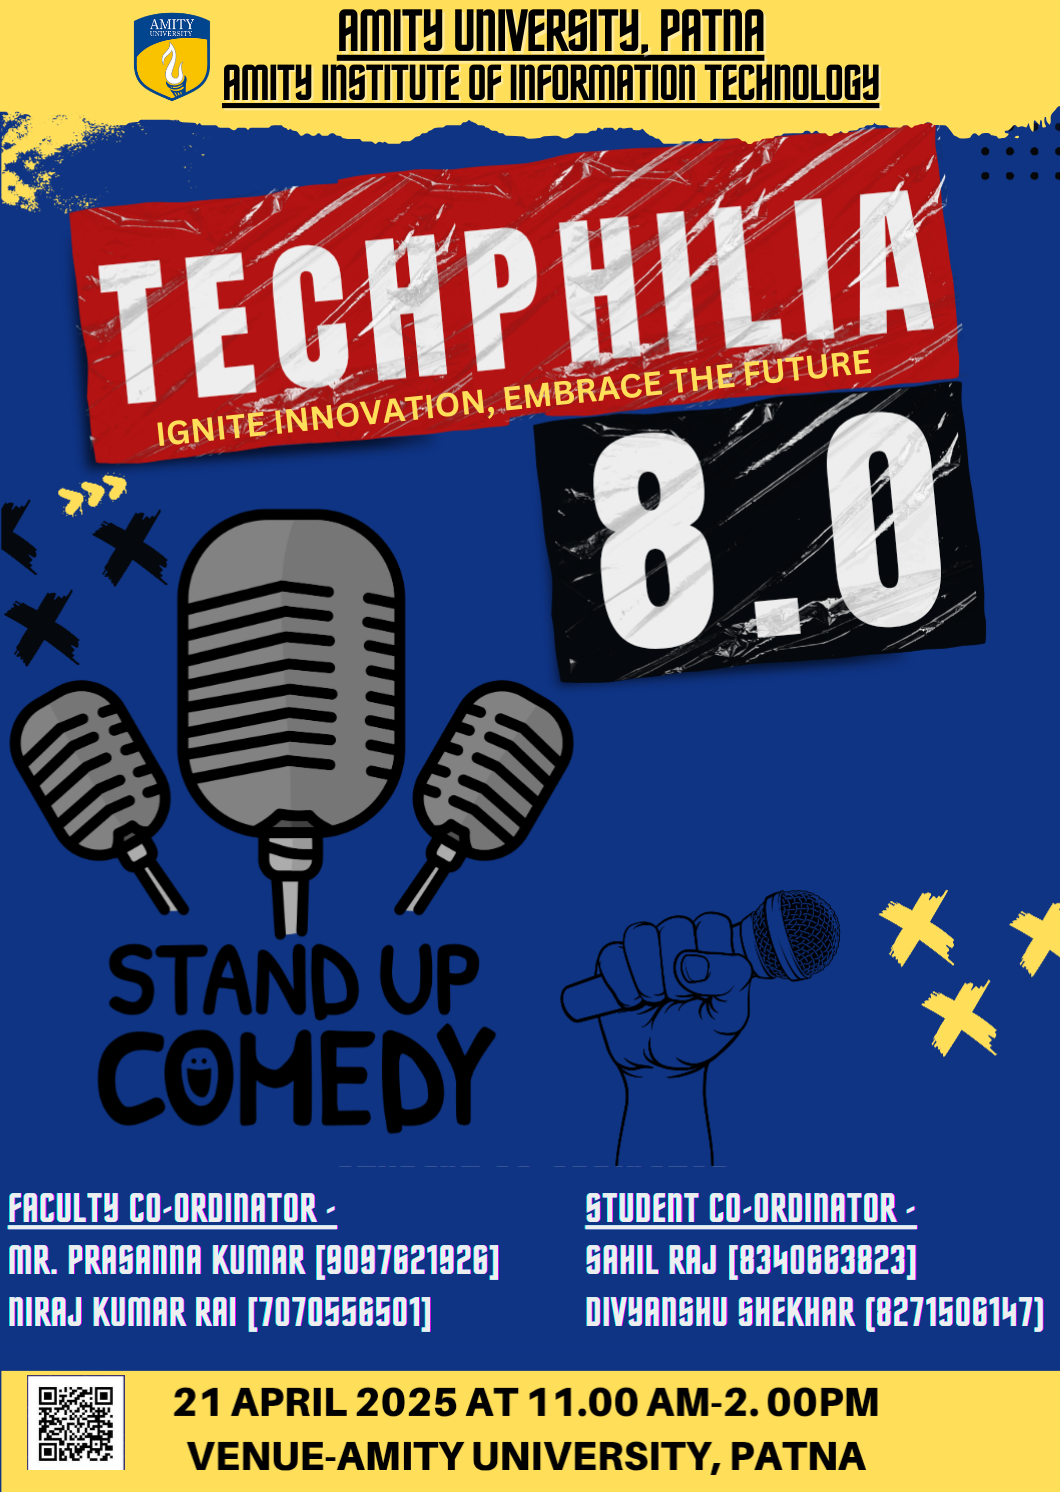 AMITY
UNIVERSITY
AMITY UNIVERSITY, PATNA
AMITY INSTITUTE OF INFORMATION TECHNOLOGY
TECHPHILIA
IGNITE INNOVATION, EMBRACE THE FUTURE
8.0
STAND UP
COMEDY
FACULTY CO-ORDINATOR -
MR. PRASANNA KUMAR [9097621926]
NIRAJ KUMAR RAI [7070556501]
STUDENT CO-ORDINATOR -
SAHIL RAJ [8340663823]
DIVYANSHU SHEKHAR (8271506147)
21 APRIL 2025 AT 11.00 AM-2. 00PM
VENUE-AMITY UNIVERSITY, PATNA